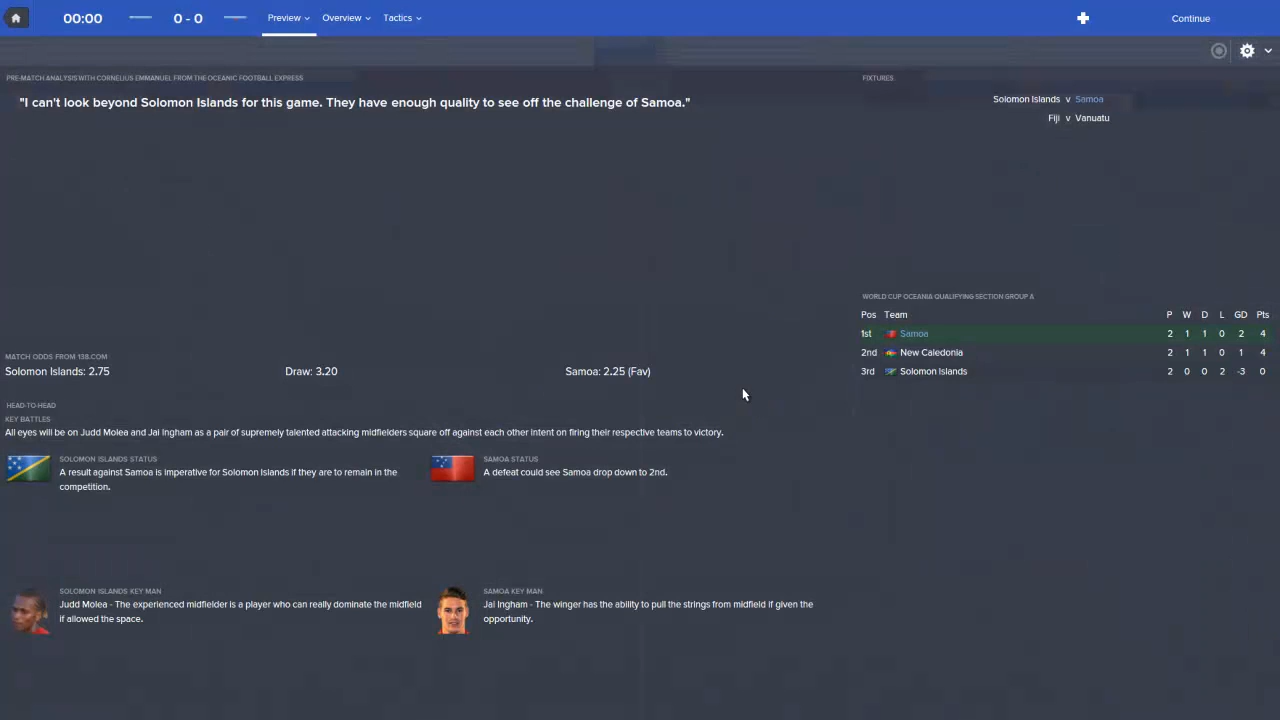 00:00
0 - 0
Preview
Overview
Tactics
Continue
PRE-MATCH ANALYSIS WITH CORNELIUS EMMANUEL FROM THE OCEANIC FOOTBALL EXPRESS
"I can't look beyond Solomon Islands for this game. They have enough quality to see off the challenge of Samoa."
FIXTURES
Solomon Islands v Samoa
Fiji v Vanuatu
WORLD CUP OCEANIA QUALIFYING SECTION GROUP A
Pos Team P W D L GD Pts
1st Samoa 2 1 1 0 2 4
2nd New Caledonia 2 1 1 0 1 4
3rd Solomon Islands 2 0 0 2 -3 0
MATCH ODDS FROM 138.COM
Solomon Islands: 2.75 Draw: 3.20 Samoa: 2.25 (Fav)
HEAD-TO-HEAD
KEY BATTLES
All eyes will be on Judd Molea and Jai Ingham as a pair of supremely talented attacking midfielders square off against each other intent on firing their respective teams to victory.
SOLOMON ISLANDS STATUS
A result against Samoa is imperative for Solomon Islands if they are to remain in the
competition.
SAMOA STATUS
A defeat could see Samoa drop down to 2nd.
SOLOMON ISLANDS KEY MAN
Judd Molea - The experienced midfielder is a player who can really dominate the midfield
if allowed the space.
SAMOA KEY MAN
Jai Ingham - The winger has the ability to pull the strings from midfield if given the
opportunity.